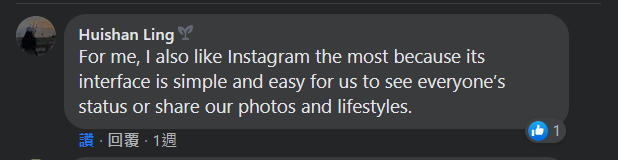 Huishan Ling
For me, I also like Instagram the most because its
interface is simple and easy for us to see everyone’s
status or share our photos and lifestyles.
1
讚 · 回覆 · 1週